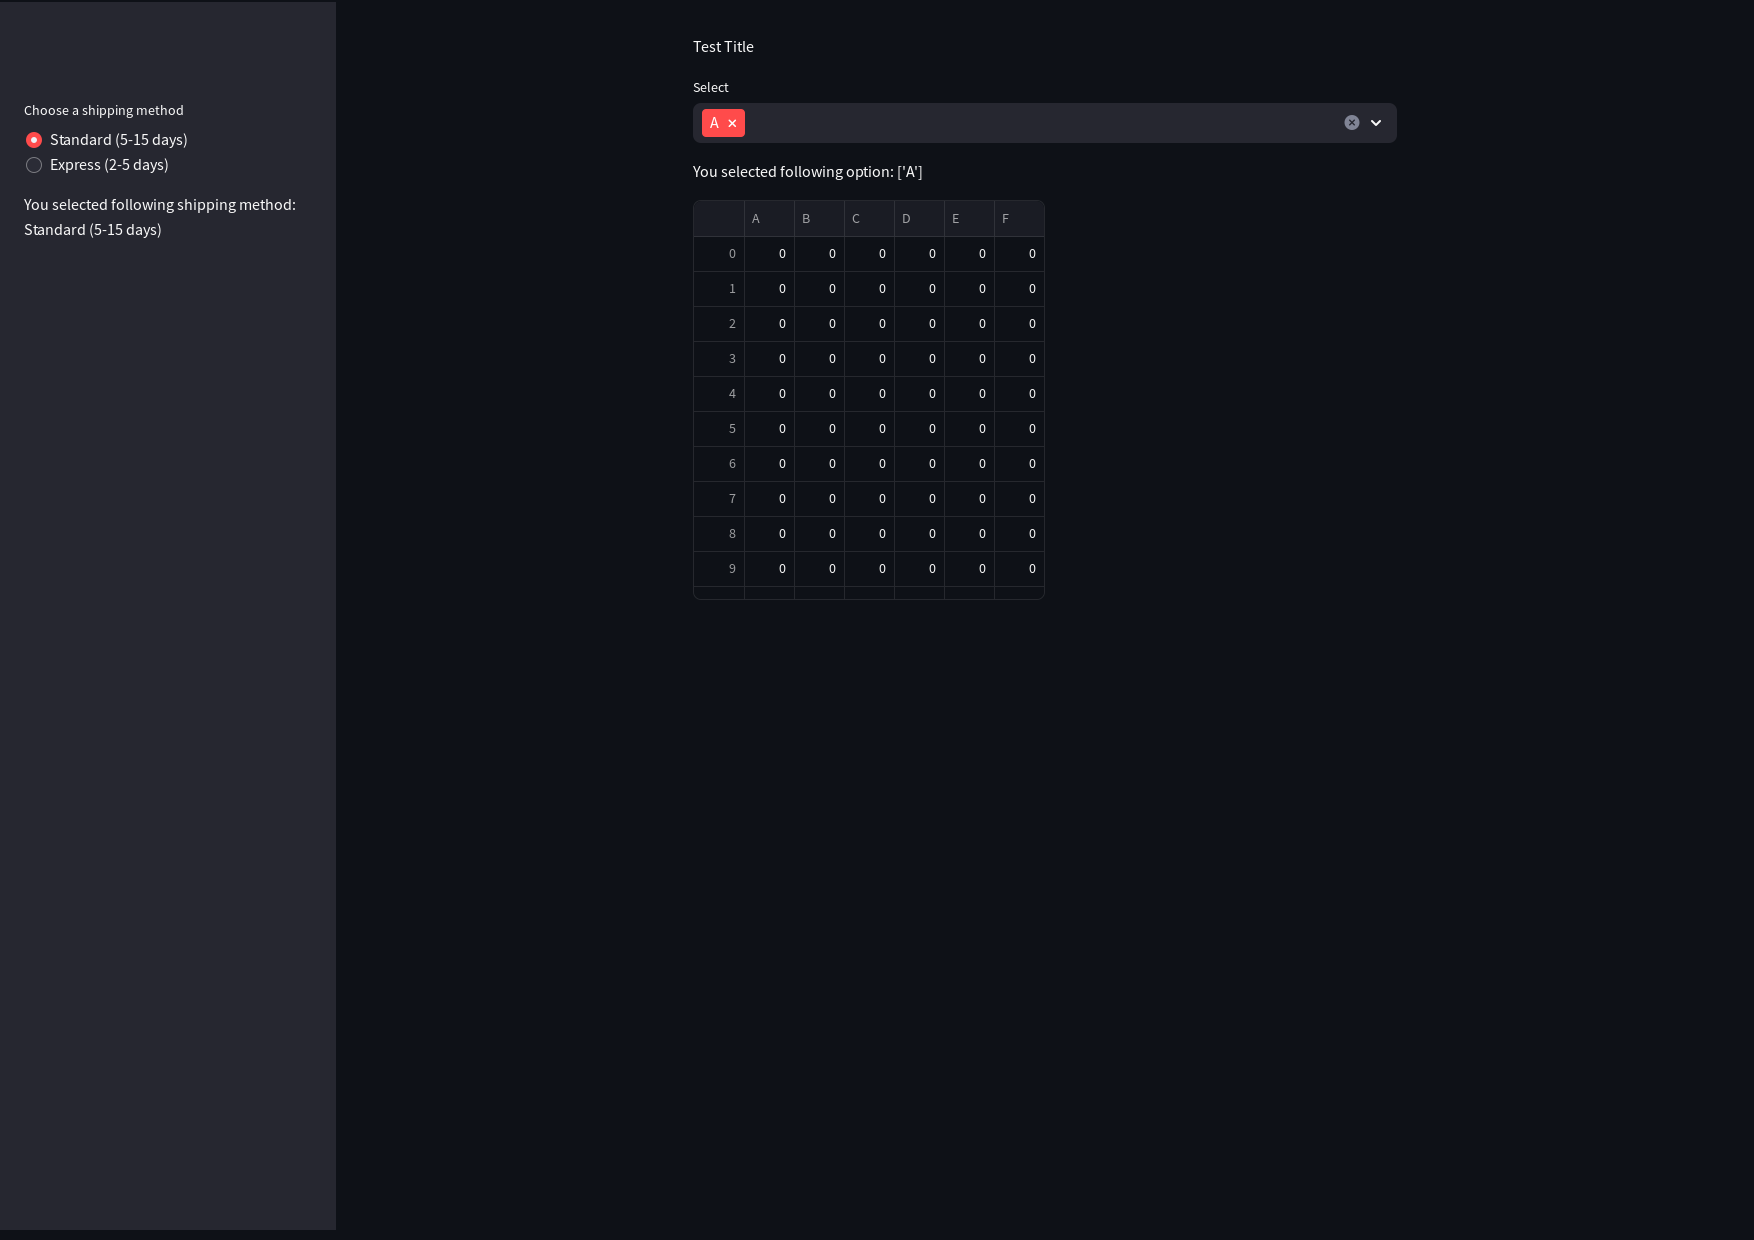 Choose a shipping method
Standard (5-15 days)
Express (2-5 days)
You selected following shipping method:
Standard (5-15 days)
Test Title
Select
A
You selected following option: ['A']
A B C D E F
0 0 0 0 0 0 0
1 0 0 0 0 0 0
2 0 0 0 0 0 0
3 0 0 0 0 0 0
4 0 0 0 0 0 0
5 0 0 0 0 0 0
6 0 0 0 0 0 0
7 0 0 0 0 0 0
8 0 0 0 0 0 0
9 0 0 0 0 0 0